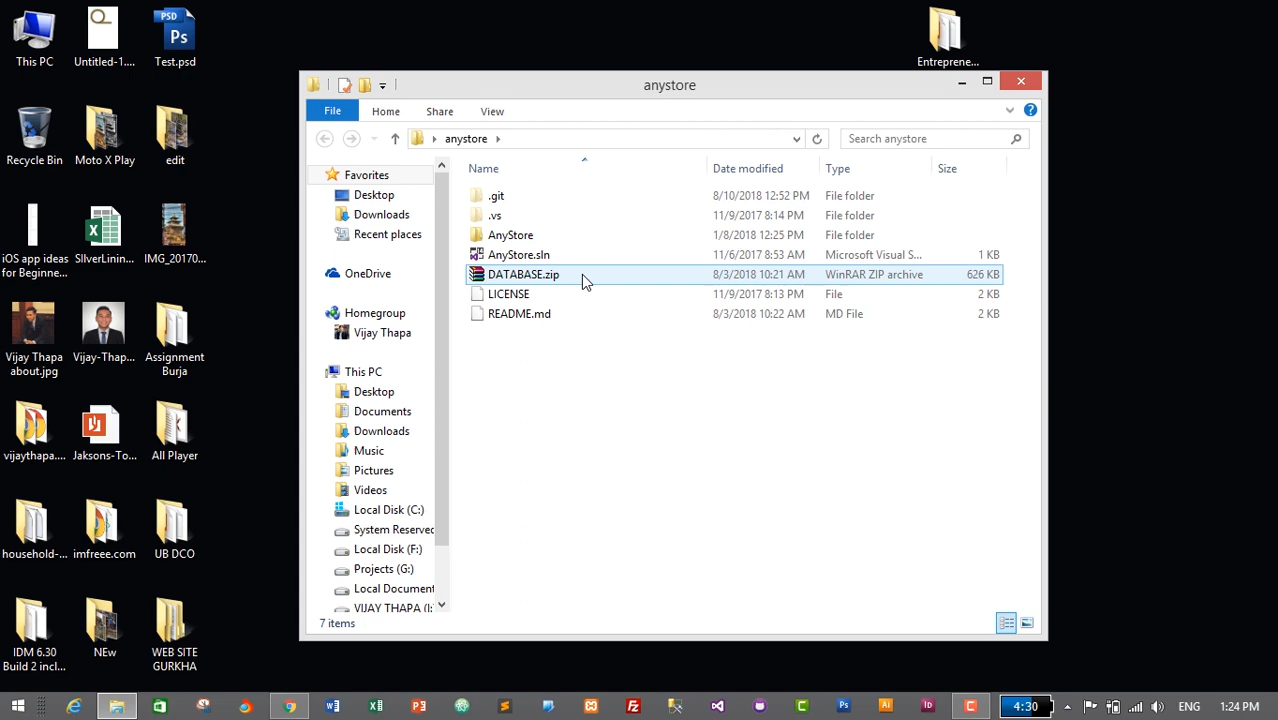 This PC
Untitled-1....
PSD
Ps
Test.psd
Entreprene...
Recycle Bin
Moto X Play
edit
iOS app ideas
for Beginne...
SIlverLinin...
IMG_20170...
Vijay Thapa
about.jpg
Vijay-Thap...
Assignment
Burja
vijaythapa....
Jaksons-To...
All Player
household-...
imfreee.com
UB DCO
IDM 6.30
Build 2 incl...
NEw
WEB SITE
GURKHA
anystore
File
Home
Share
View
anystore
Search anystore
Favorites
Desktop
Downloads
Recent places
OneDrive
Homegroup
Vijay Thapa
This PC
Desktop
Documents
Downloads
Music
Pictures
Videos
Local Disk (C:)
System Reserved
Local Disk (F:)
Projects (G:)
Local Document
VIJAY THAPA (I:
Name Date modified Type Size
.git 8/10/2018 12:52 PM File folder
.vs 11/9/2017 8:14 PM File folder
AnyStore 1/8/2018 12:25 PM File folder
AnyStore.sln 11/6/2017 8:53 AM Microsoft Visual S... 1 KB
DATABASE.zip 8/3/2018 10:21 AM WinRAR ZIP archive 626 KB
LICENSE 11/9/2017 8:13 PM File 2 KB
README.md 8/3/2018 10:22 AM MD File 2 KB
7 items
4:30
ENG
1:24 PM